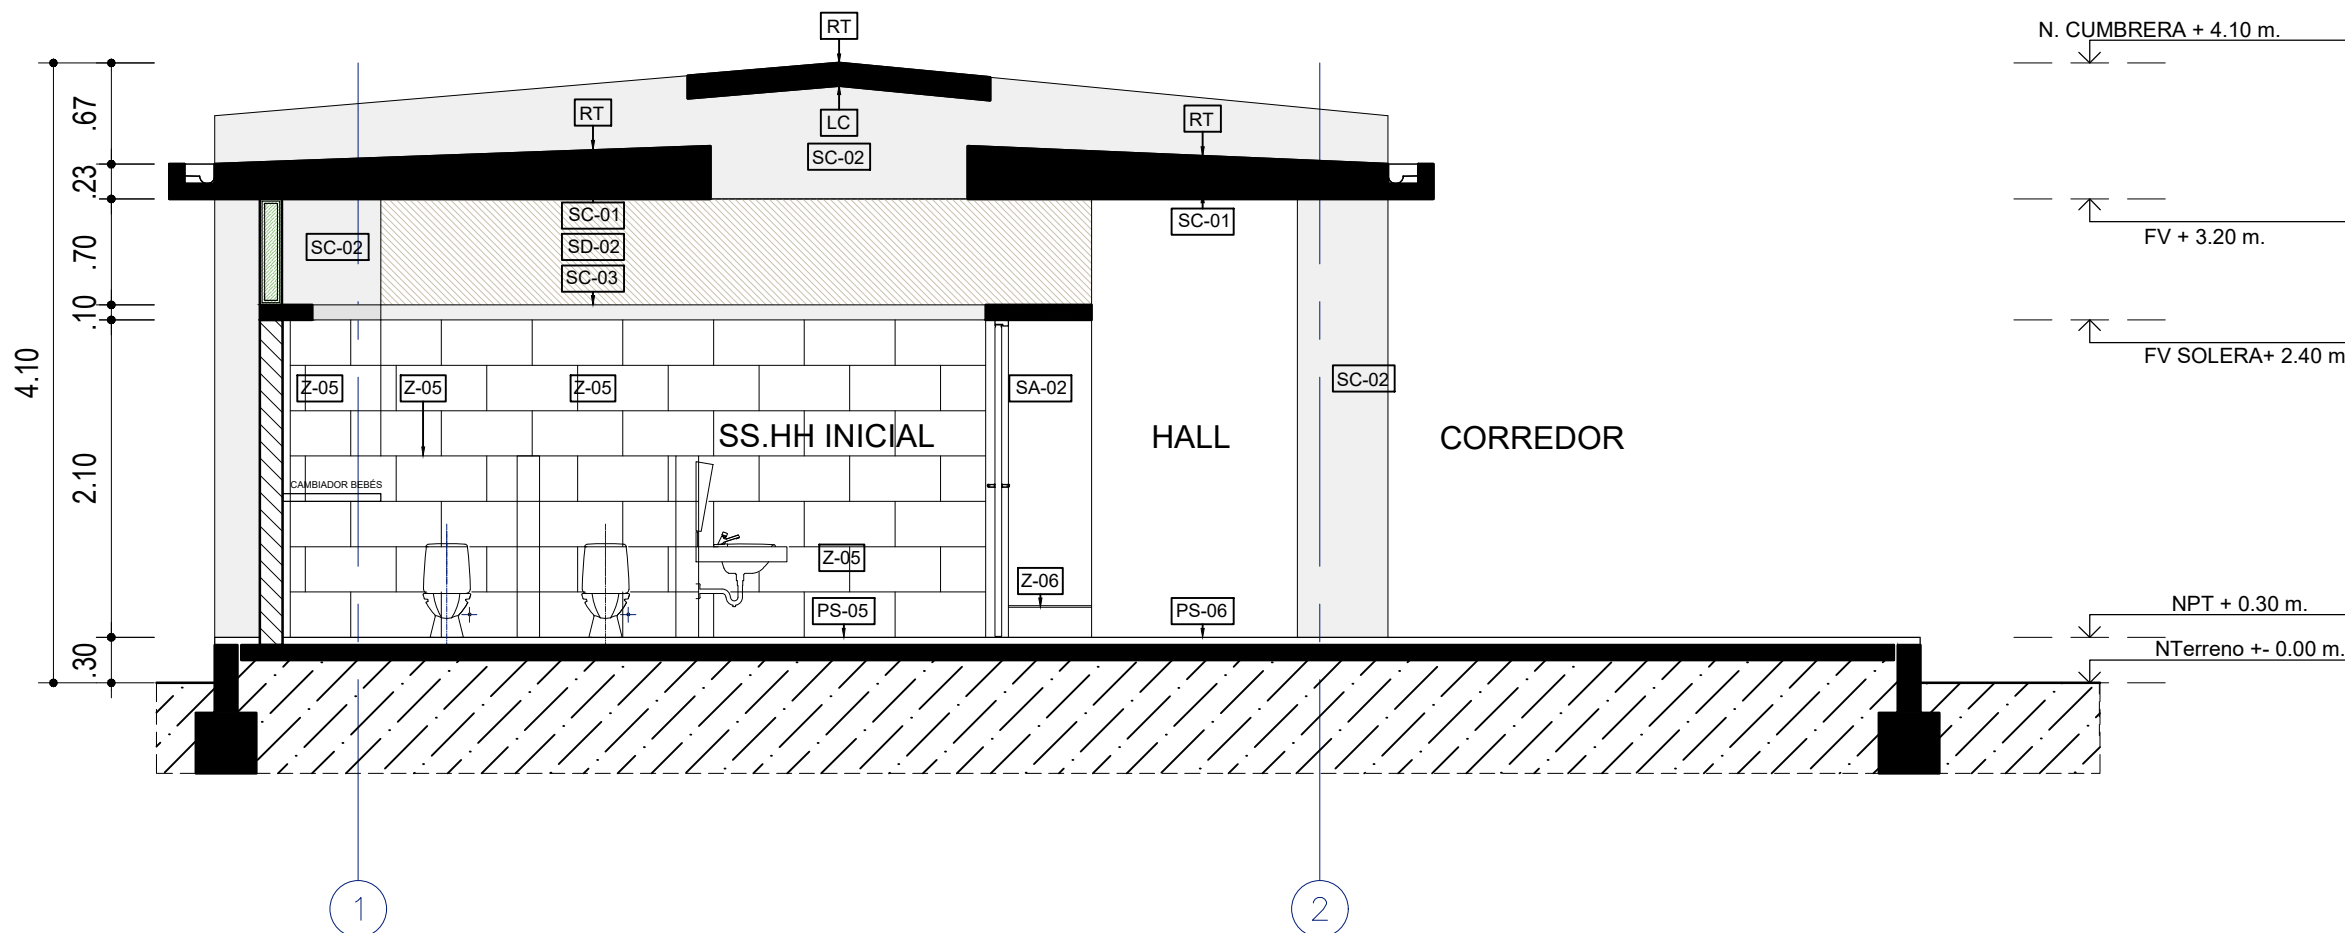 RT
N. CUMBRERA + 4.10 m.
.67
RT
LC
RT
SC-02
.23
SC-01
SC-01
SC-02
SD-02
FV + 3.20 m.
.70
SC-03
.10
FV SOLERA+ 2.40 m
4.10
Z-05
Z-05
Z-05
SA-02
SC-02
SS.HH INICIAL
HALL
CORREDOR
2.10
CAMBIADOR BEBÉS
Z-05
Z-06
PS-05
PS-06
NPT + 0.30 m.
.30
NTerreno +- 0.00 m.
1
2